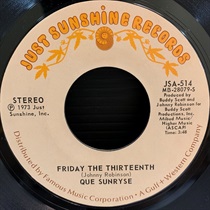 JUST SUNSHINE RECORDS
S
STEREO
℗ 1973 Just
Sunshine, Inc.
JSA-514
MB-28079-S
Produced by
Buddy Scott and
Johnny Robinson for
Buddy Scott
Productions, Inc.
Higher Music
(ASCAP)
Time: 3:48
FRIDAY THE THIRTEENTH
(Johnny Robinson)
QUE SUNRYSE
Distributed by Famous Music Corporation • A Gulf + Western Company